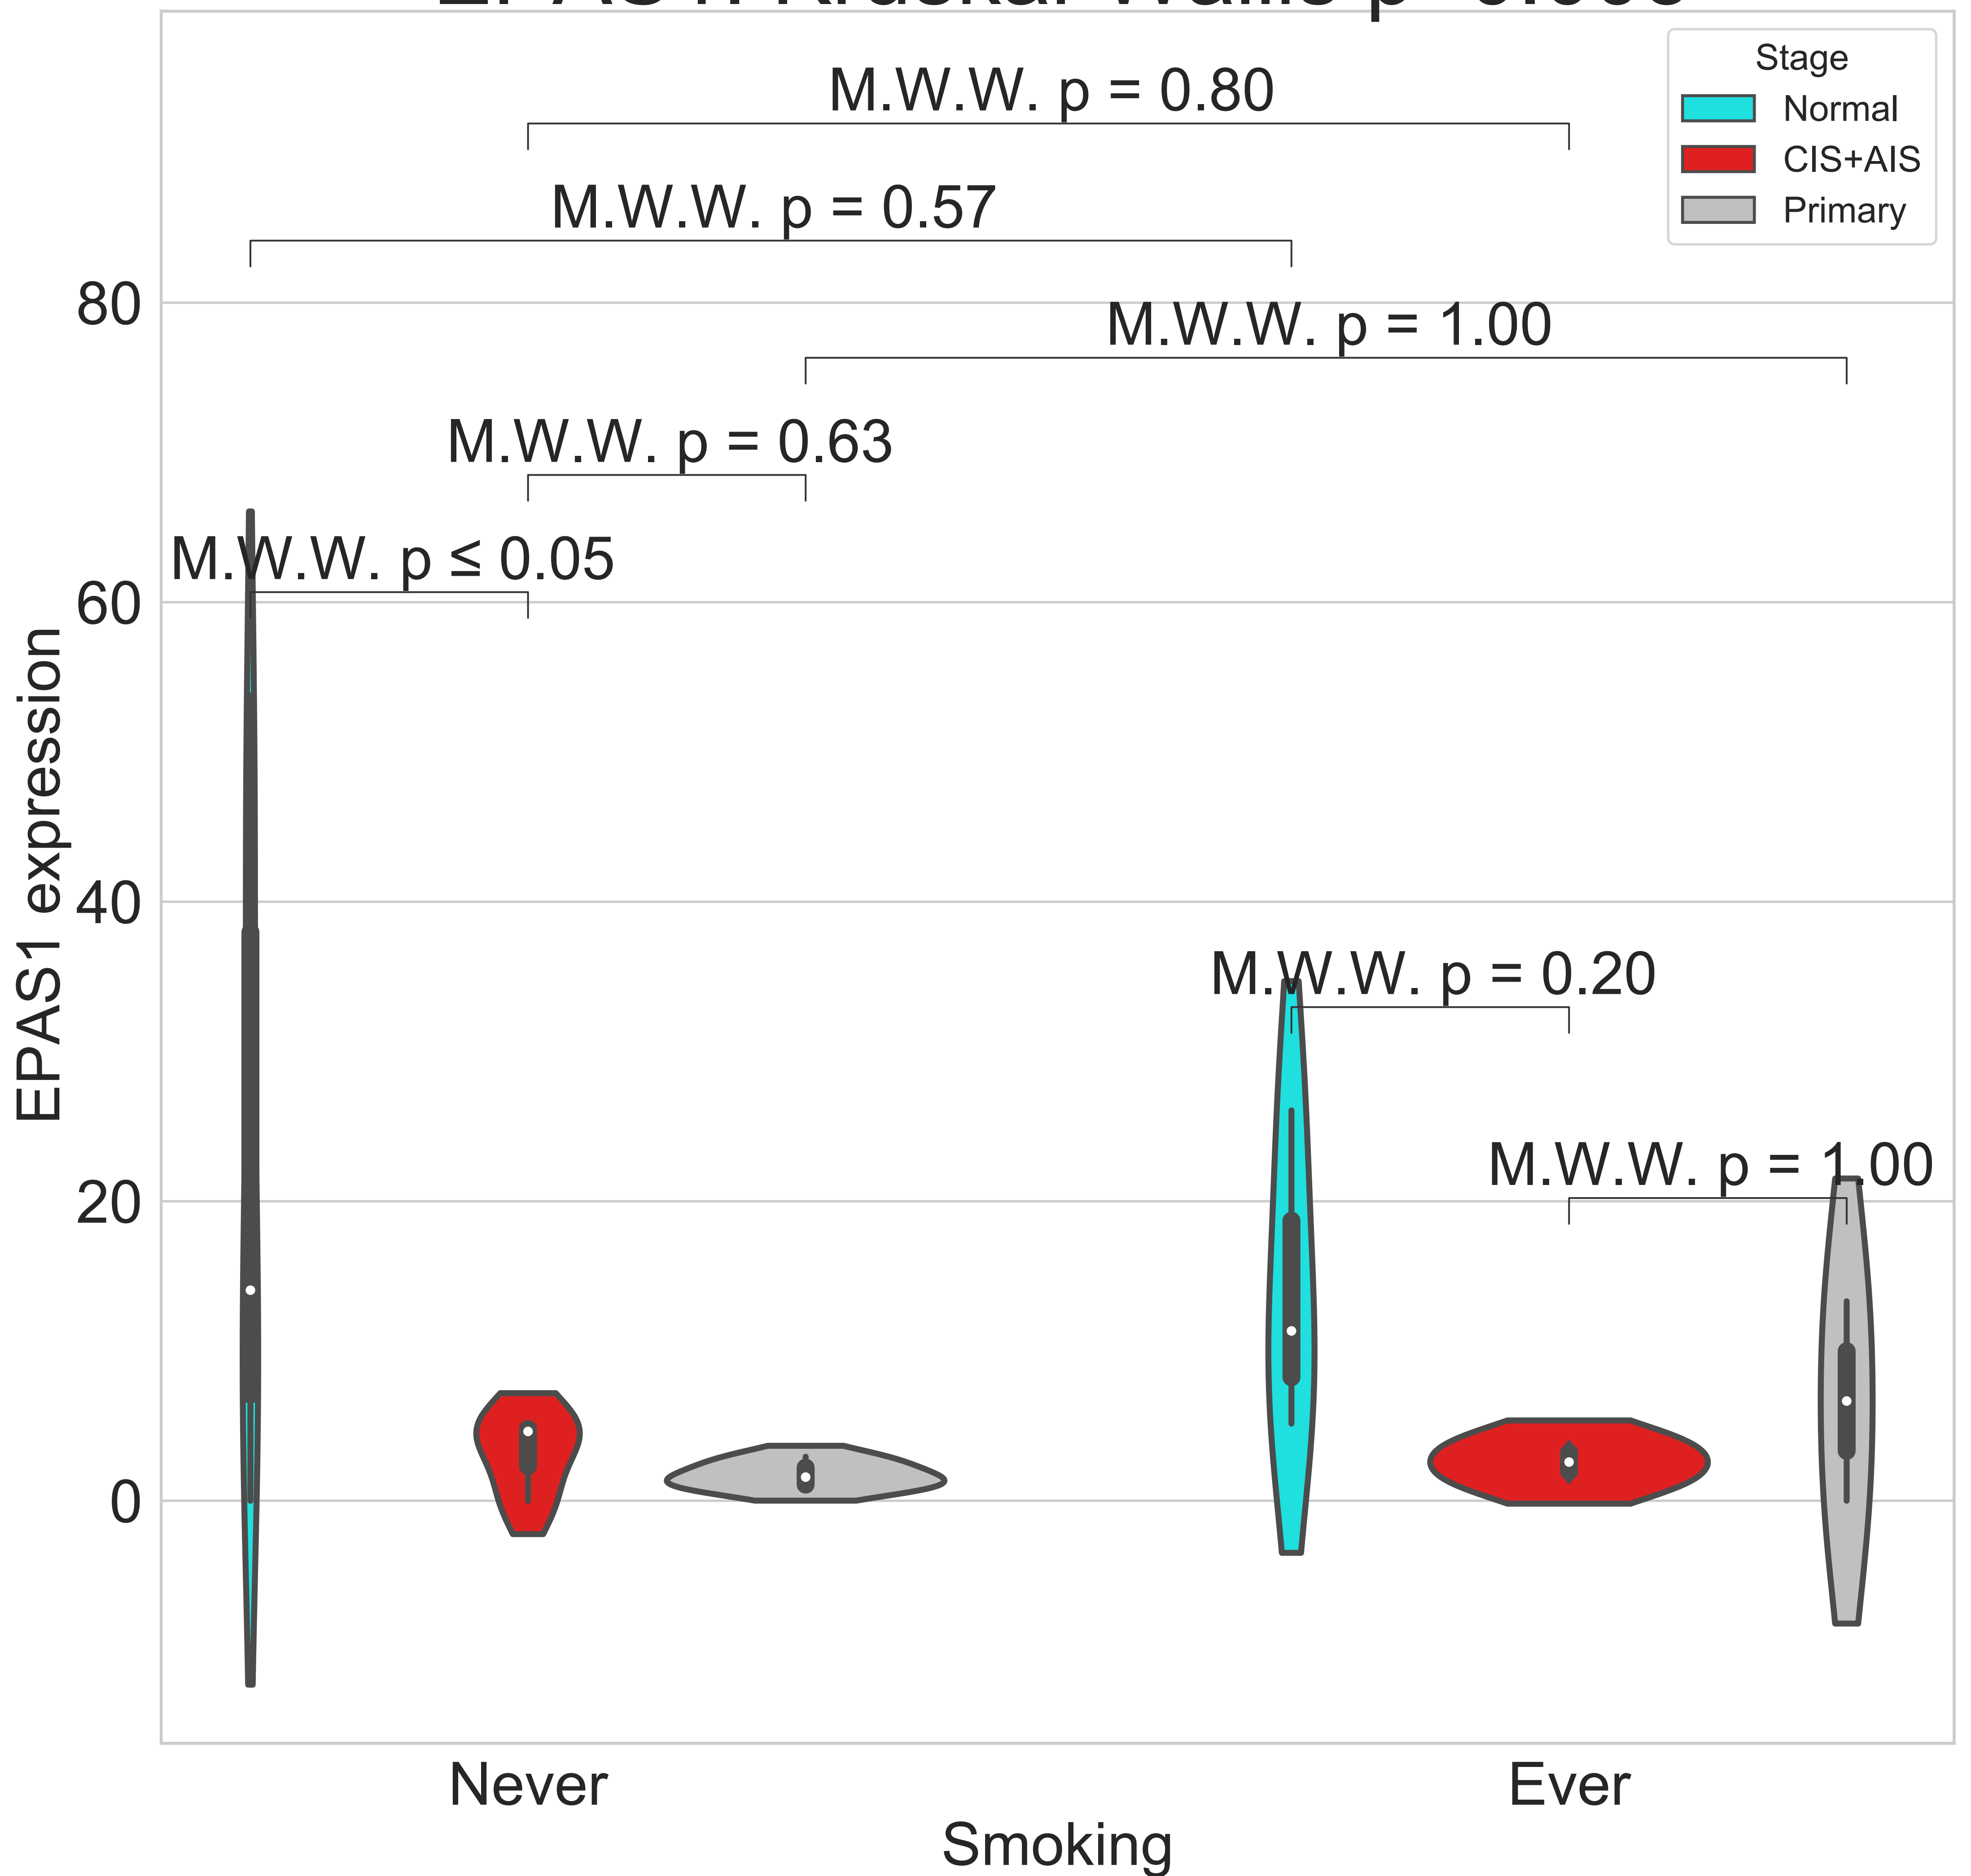 Stage
Normal
CIS+AIS
Primary
M.W.W. p = 0.80
M.W.W. p = 0.57
M.W.W. p = 1.00
M.W.W. p = 0.63
M.W.W. p ≤ 0.05
M.W.W. p = 0.20
M.W.W. p = 1.00
80
60
40
20
0
EPAS1 expression
Never
Ever
Smoking